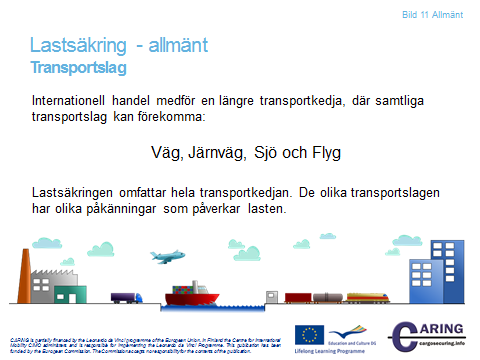 Bild 11 Allmänt
Lastsäkring - allmänt
Transportslag
Internationell handel medför en längre transportkedja, där samtliga
transportslag kan förekomma:
Väg, Järnväg, Sjö och Flyg
Lastsäkringen omfattar hela transportkedjan. De olika transportslagen
har olika påkänningar som påverkar lasten.
CARING is partially financed by the Leonardo da Vinci programme of the European Union. In Finland the Centre for International
Mobility CIMO administers and is responsible for implementing the Leonardo da Vinci Programme. This publication has been
funded by the European Commission. The Commission accepts no responsibility for the contents of the publication.
Education and Culture DG
Lifelong Learning Programme
CARING
cargosecuring.info